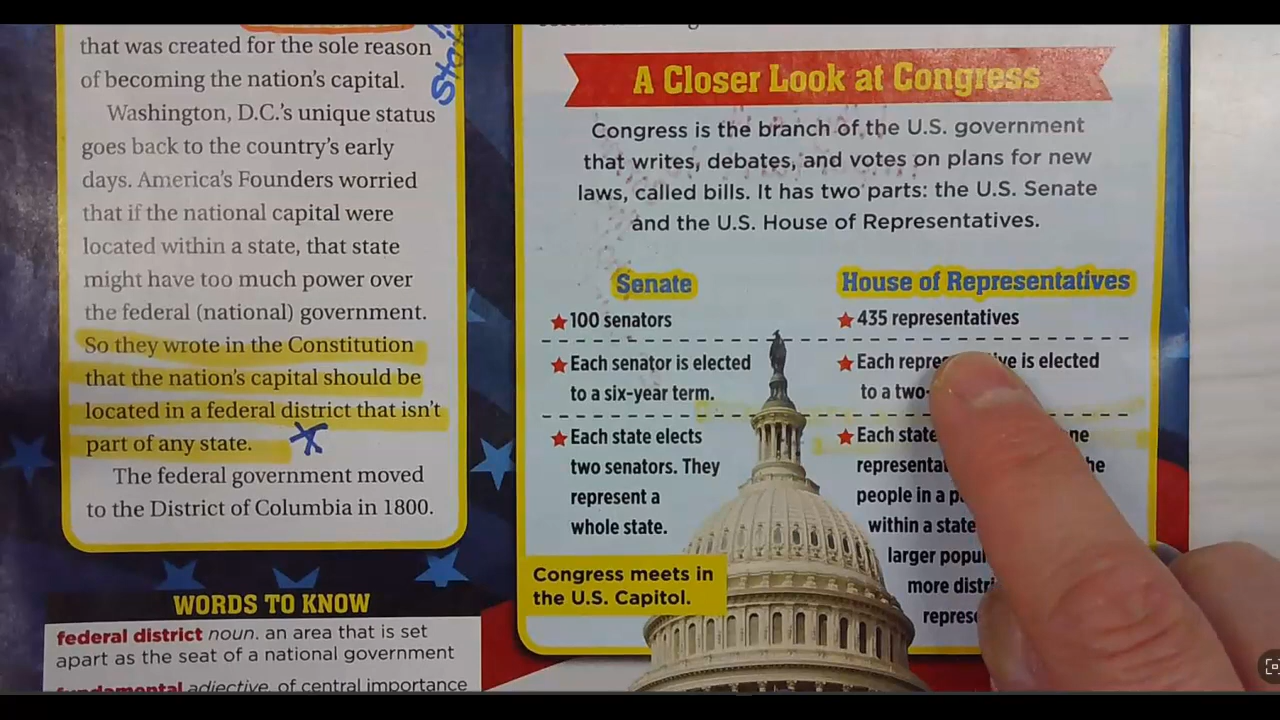 that was created for the sole reason
of becoming the nation's capital.
Washington, D.C.'s unique status
goes back to the country's early
days. America's Founders worried
that if the national capital were
located within a state, that state
might have too much power over
the federal (national) government.
So they wrote in the Constitution
that the nation's capital should be
located in a federal district that isn't
part of any state.
The federal government moved
to the District of Columbia in 1800.
WORDS TO KNOW
federal district noun. an area that is set
apart as the seat of a national government
fundamental adjective. of central importance
A Closer Look at Congress
Congress is the branch of the U.S. government
that writes, debates, and votes on plans for new
laws, called bills. It has two parts: the U.S. Senate
and the U.S. House of Representatives.
Senate
100 senators
Each senator is elected
to a six-year term.
Each state elects
two senators. They
represent a
whole state.
Congress meets in
the U.S. Capitol.
House of Representatives
435 representatives
Each is elected
to a two-
Each state
people in a
within a state
larger
more